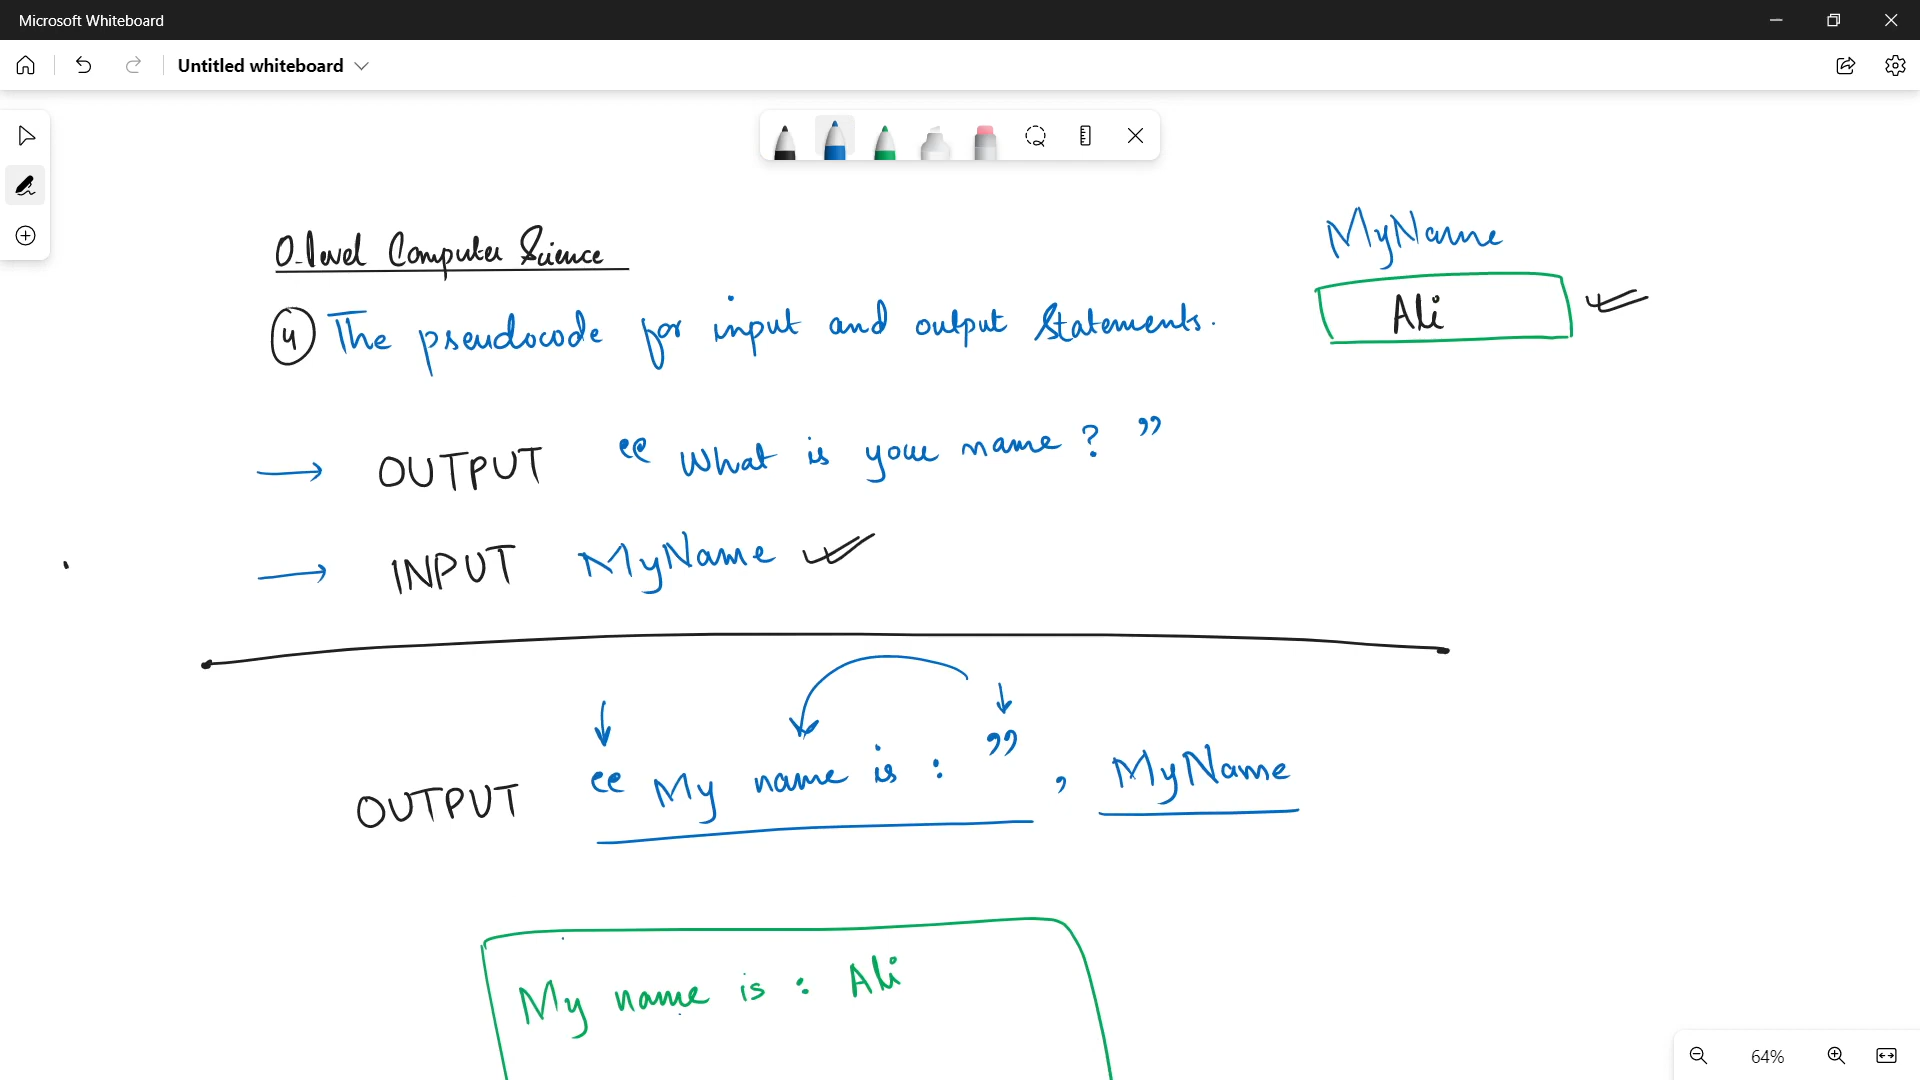 Microsoft Whiteboard
Untitled whiteboard
O-level Computer Science
MyName
Ali
4 The pseudocode for input and output statements.
OUTPUT “What is your name?”
INPUT MyName
OUTPUT “My name is:”, MyName
My name is: Ali
64%